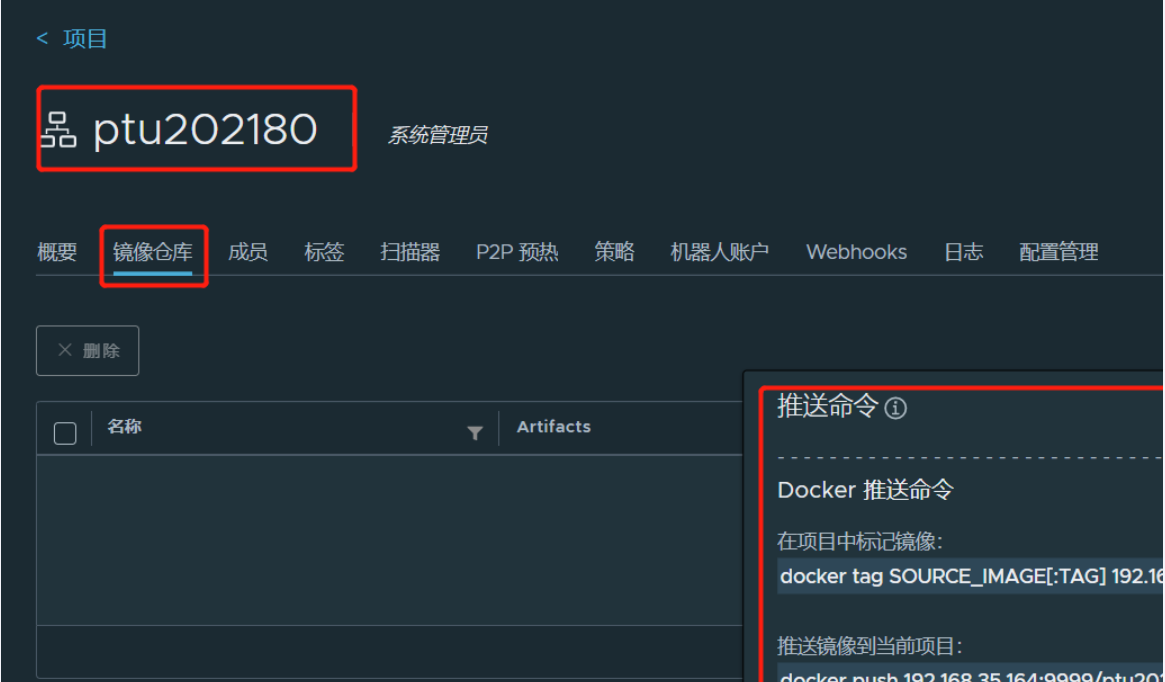 < 项目
ptu202180 系统管理员
概要 镜像仓库 成员 标签 扫描器 P2P 预热 策略 机器人账户 Webhooks 日志 配置管理
× 删除
名称 Artifacts
推送命令
Docker 推送命令
在项目中标记镜像:
docker tag SOURCE_IMAGE[:TAG] 192.16
推送镜像到当前项目:
docker push 192.168.35.164:9999/ptu202